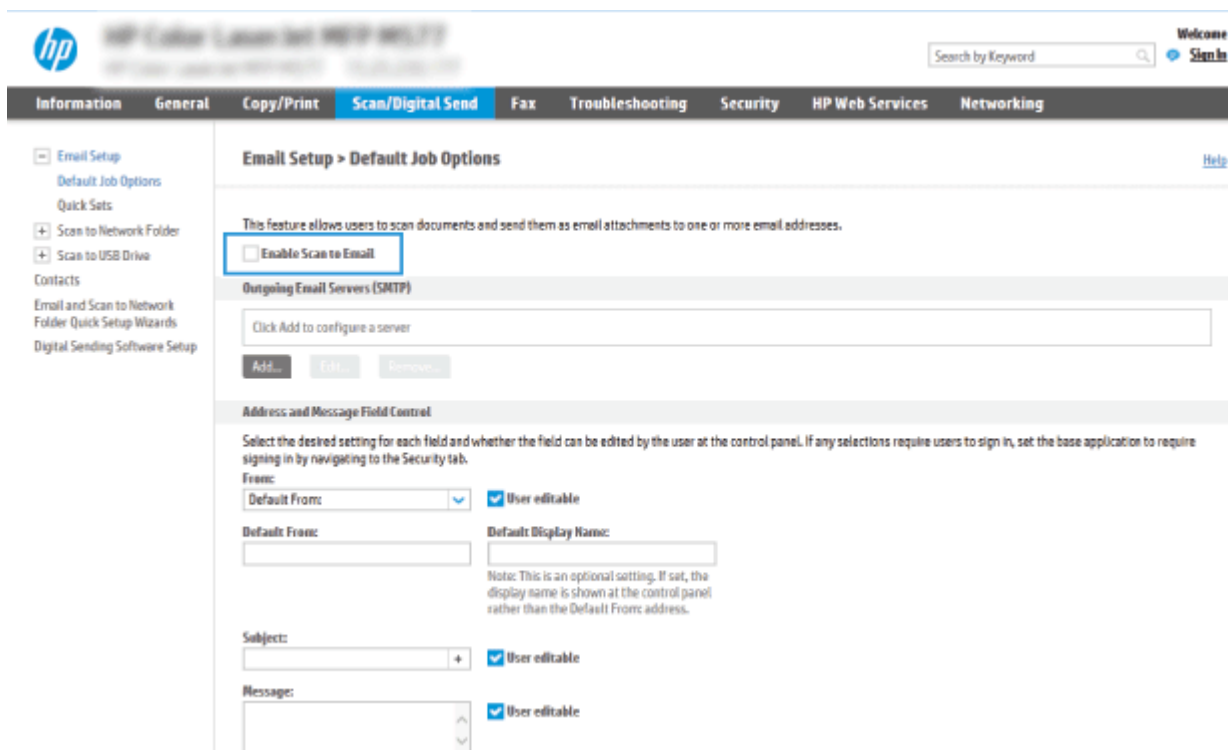 hp
HP Color LaserJet MFP M577
Search by Keyword
Welcome
Sign In
Information General Copy/Print Scan/Digital Send Fax Troubleshooting Security HP Web Services Networking
Email Setup
Default Job Options
Quick Sets
Scan to Network Folder
Scan to USB Drive
Contacts
Email and Scan to Network
Folder Quick Setup Wizards
Digital Sending Software Setup
Email Setup > Default Job Options
Help
This feature allows users to scan documents and send them as email attachments to one or more email addresses.
Enable Scan to Email
Outgoing Email Servers (SMTP)
Click Add to configure a server
Add... Edit... Remove...
Address and Message Field Control
Select the desired setting for each field and whether the field can be edited by the user at the control panel. If any selections require users to sign in, set the base application to require
signing in by navigating to the Security tab.
From:
Default From: User editable
Default From: Default Display Name:
Note: This is an optional setting. If set, the
display name is shown at the control panel
rather than the Default From: address.
Subject:
+ User editable
Message:
User editable